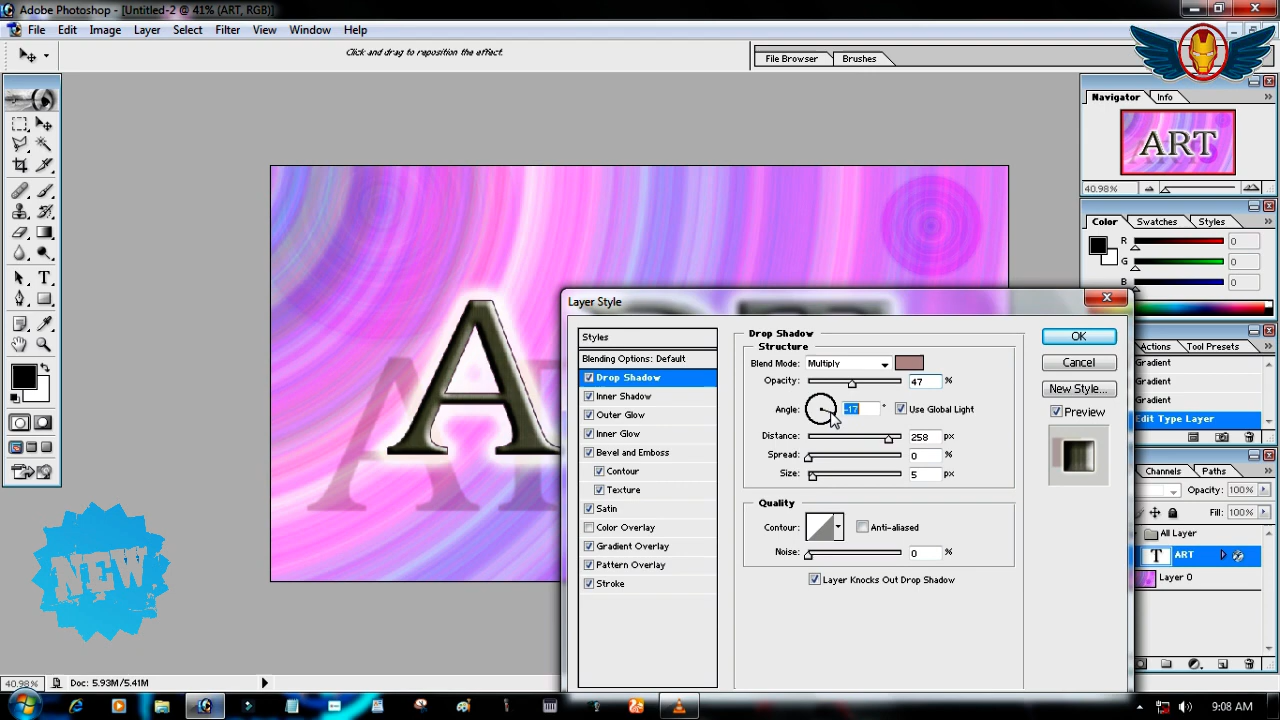 Adobe Photoshop - [Untitled-2 @ 41% (ART, RGB)]
File Edit Image Layer Select Filter View Window Help
Click and drag to reposition the effect.
File Browser Brushes
Navigator Info
ART
40.98%
Color Swatches Styles
R 0
G 0
B 0
A
Layer Style
Styles
Blending Options: Default
Drop Shadow
Inner Shadow
Outer Glow
Inner Glow
Bevel and Emboss
Contour
Texture
Satin
Color Overlay
Gradient Overlay
Pattern Overlay
Stroke
Drop Shadow
Structure
Blend Mode: Multiply
Opacity: 47 %
Angle: -17 ° Use Global Light
Distance: 258 px
Spread: 0 %
Size: 5 px
Quality
Contour: Anti-aliased
Noise: 0 %
Layer Knocks Out Drop Shadow
OK
Cancel
New Style...
Preview
Actions Tool Presets
Gradient
Gradient
Gradient
Edit Type Layer
Channels Paths
Opacity: 100%
Fill: 100%
All Layer
T ART
Layer 0
NEW
40.98% Doc: 5.93M/5.41M
9:08 AM